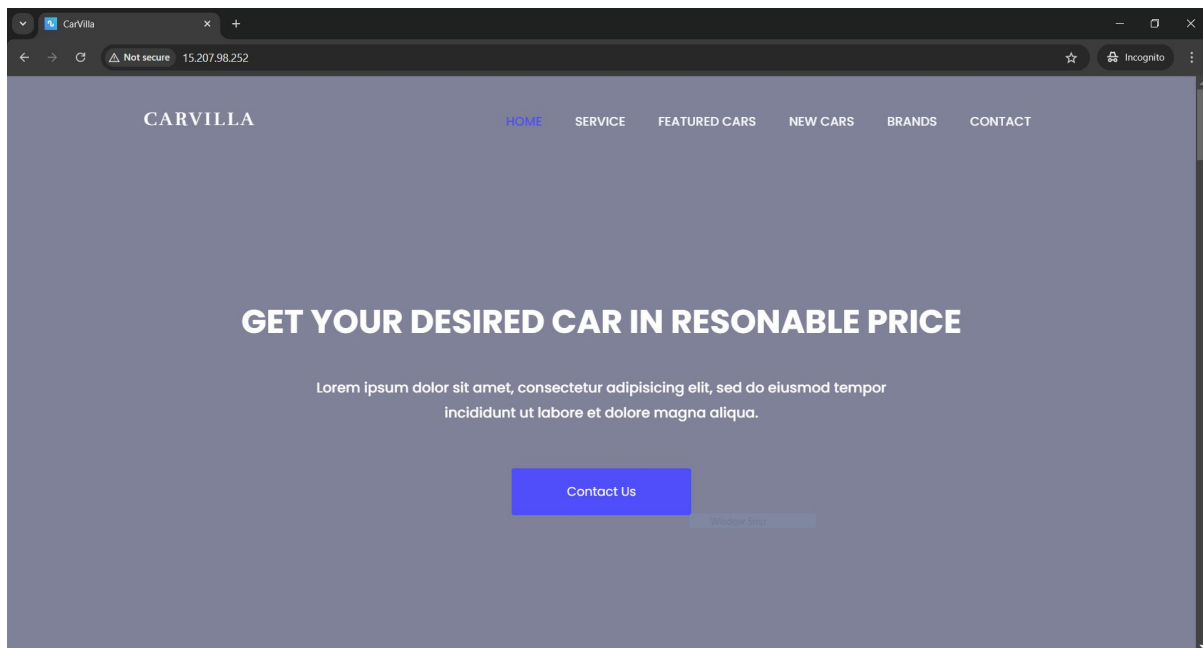 CarVilla
Not secure 15.207.98.252
Incognito
CARVILLA
HOME SERVICE FEATURED CARS NEW CARS BRANDS CONTACT
GET YOUR DESIRED CAR IN RESONABLE PRICE
Lorem ipsum dolor sit amet, consectetur adipisicing elit, sed do eiusmod tempor
incididunt ut labore et dolore magna aliqua.
Contact Us